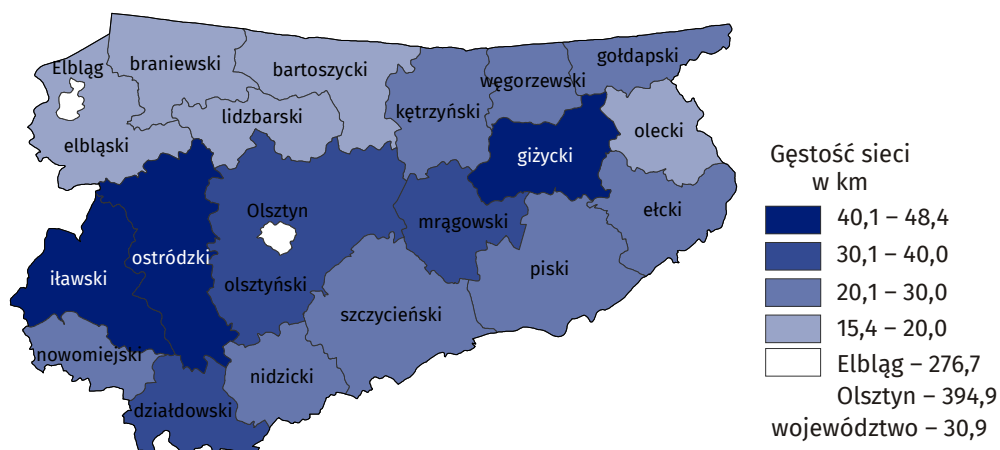 gołdapski
Elbląg
braniewski
bartoszycki
węgorzewski
kętrzyński
lidzbarski
olecki
elbląski
giżycki
Olsztyn
mrągowski
ełcki
ostródzki
iławski
olsztyński
piski
szczycieński
nowomiejski
nidzicki
działdowski
Gęstość sieci
w km
40,1 – 48,4
30,1 – 40,0
20,1 – 30,0
15,4 – 20,0
Elbląg – 276,7
Olsztyn – 394,9
województwo – 30,9